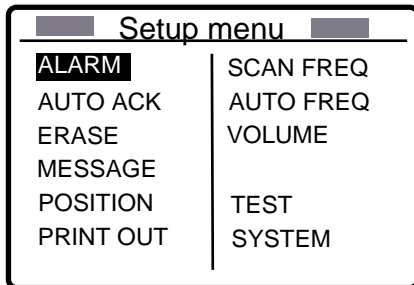 Setup menu
ALARM
AUTO ACK
ERASE
MESSAGE
POSITION
PRINT OUT
SCAN FREQ
AUTO FREQ
VOLUME
TEST
SYSTEM